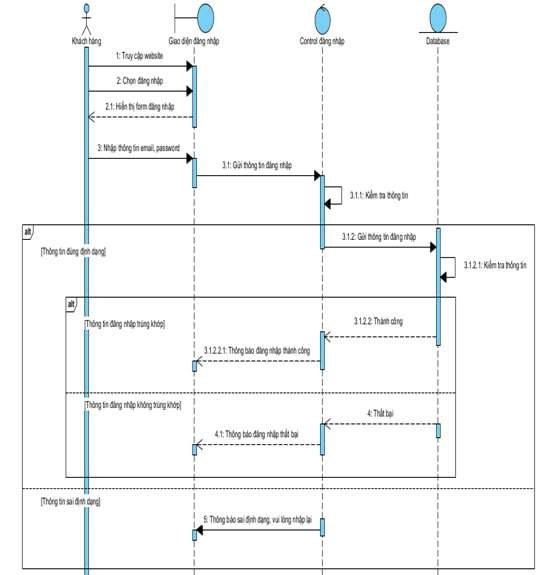 Khách hàng
Giao diện đăng nhập
Control đăng nhập
Database
1: Truy cập website
2: Chọn đăng nhập
2.1: Hiển thị form đăng nhập
3: Nhập thông tin email, password
3.1: Gửi thông tin đăng nhập
3.1.1: Kiểm tra thông tin
alt
3.1.2: Gửi thông tin đăng nhập
[Thông tin đúng định dạng]
3.1.2.1: Kiểm tra thông tin
alt
[Thông tin đăng nhập trùng khớp]
3.1.2.2: Thành công
3.1.2.2.1: Thông báo đăng nhập thành công
[Thông tin đăng nhập không trùng khớp]
4: Thất bại
4.1: Thông báo đăng nhập thất bại
[Thông tin sai định dạng]
5: Thông báo sai định dạng, vui lòng nhập lại